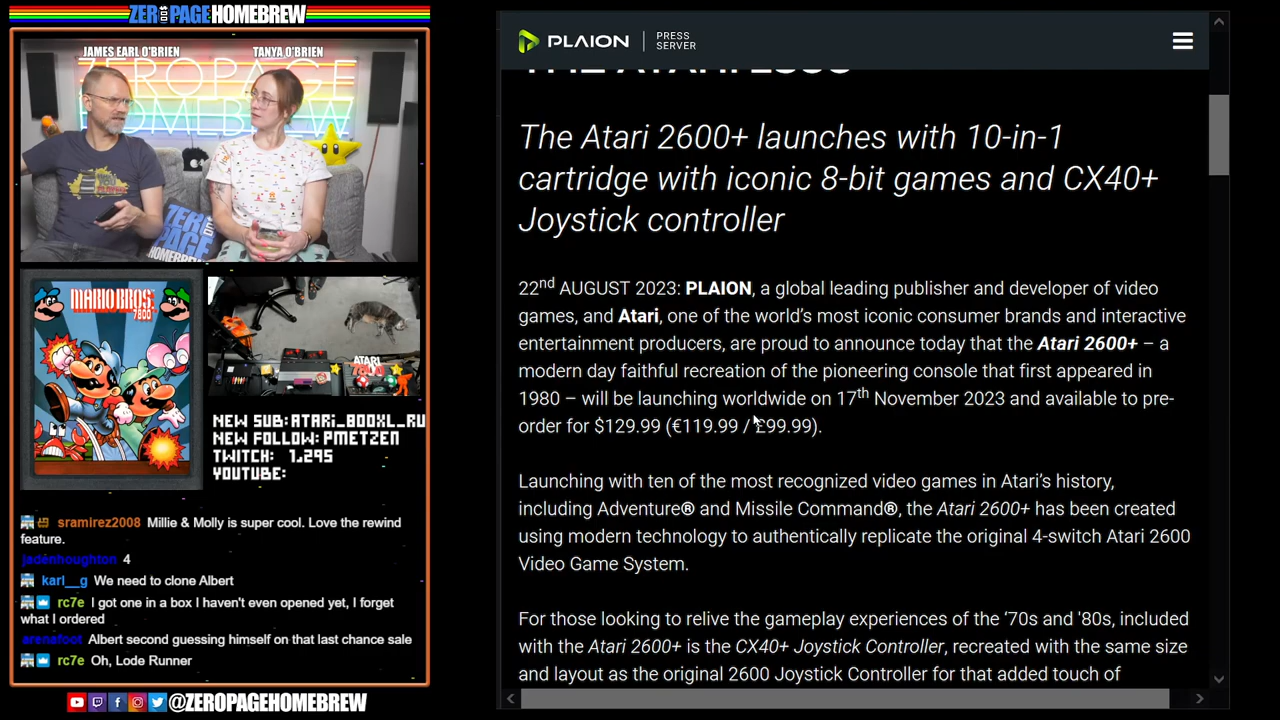 ZEROPAGE HOMEBREW
JAMES EARL O'BRIEN
TANYA O'BRIEN
ZEROPAGE
HOMEBREW
ZERO
PAGE
HOMEBREW
MARIO BROS.
7800
ATARI
7800
NEW SUB: ATARI_800XL_RU
NEW FOLLOW: PMETZEN
TWITCH: 1,295
YOUTUBE:
sramirez2008 Millie & Molly is super cool. Love the rewind
feature.
jadenhoughton 4
karl__g We need to clone Albert
rc7e I got one in a box I haven't even opened yet, I forget
what I ordered
arenafoot Albert second guessing himself on that last chance sale
rc7e Oh, Lode Runner
@ZEROPAGEHOMEBREW
PLAION
PRESS
SERVER
The Atari 2600+ launches with 10-in-1
cartridge with iconic 8-bit games and CX40+
Joystick controller
22nd AUGUST 2023: PLAION, a global leading publisher and developer of video
games, and Atari, one of the world's most iconic consumer brands and interactive
entertainment producers, are proud to announce today that the Atari 2600+ – a
modern day faithful recreation of the pioneering console that first appeared in
1980 – will be launching worldwide on 17th November 2023 and available to pre-
order for $129.99 (€119.99 / £99.99).
Launching with ten of the most recognized video games in Atari's history,
including Adventure® and Missile Command®, the Atari 2600+ has been created
using modern technology to authentically replicate the original 4-switch Atari 2600
Video Game System.
For those looking to relive the gameplay experiences of the '70s and '80s, included
with the Atari 2600+ is the CX40+ Joystick Controller, recreated with the same size
and layout as the original 2600 Joystick Controller for that added touch of